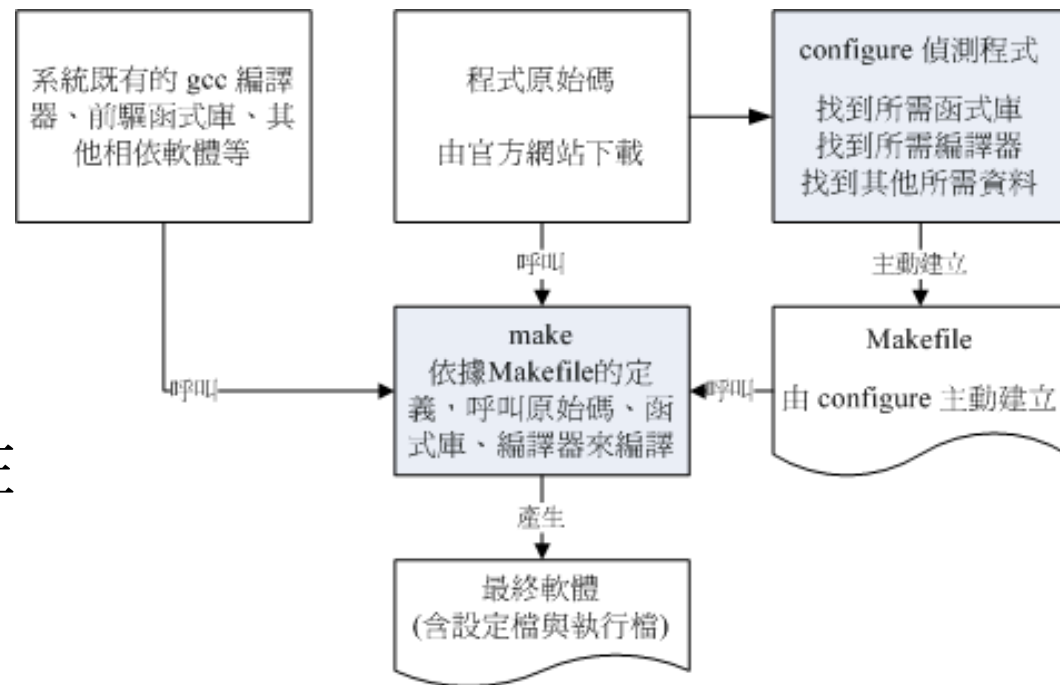 系統既有的 gcc 編譯
器、前驅函式庫、其
他相依軟體等
程式原始碼
由官方網站下載
configure 偵測程式
找到所需函式庫
找到所需編譯器
找到其他所需資料
呼叫
主動建立
make
依據Makefile的定
義，呼叫原始碼、函
式庫、編譯器來編譯
Makefile
由 configure 主動建立
呼叫
呼叫
產生
最終軟體
(含設定檔與執行檔)